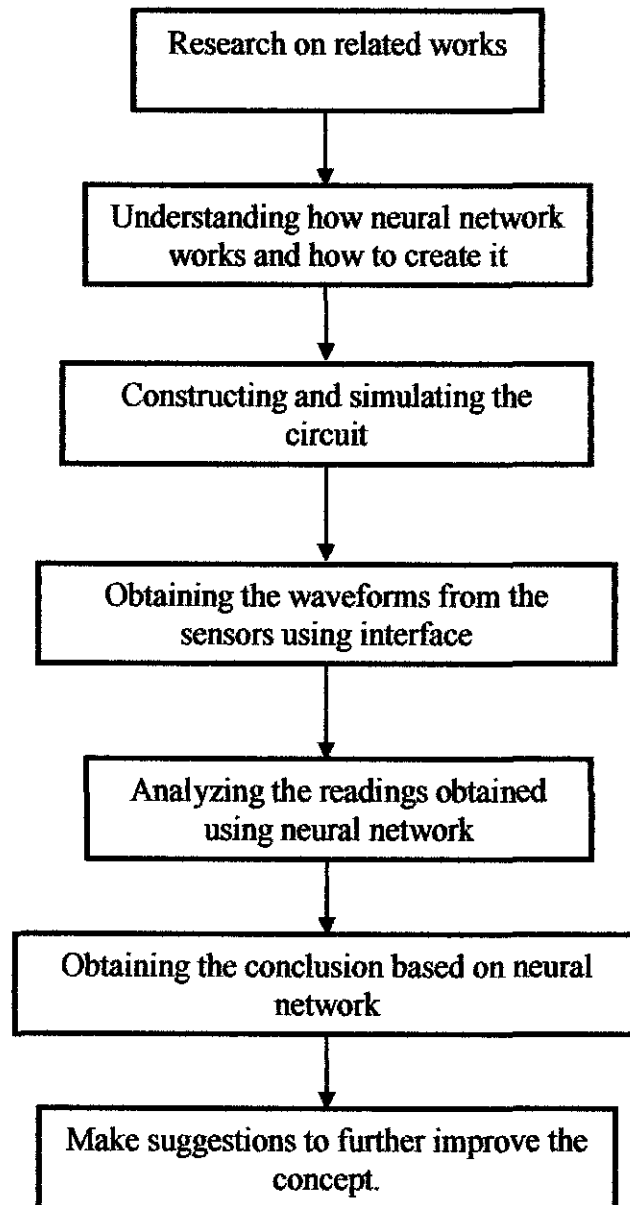 Research on related works
Understanding how neural network
works and how to create it
Constructing and simulating the
circuit
Obtaining the waveforms from the
sensors using interface
Analyzing the readings obtained
using neural network
Obtaining the conclusion based on neural
network
Make suggestions to further improve the
concept.